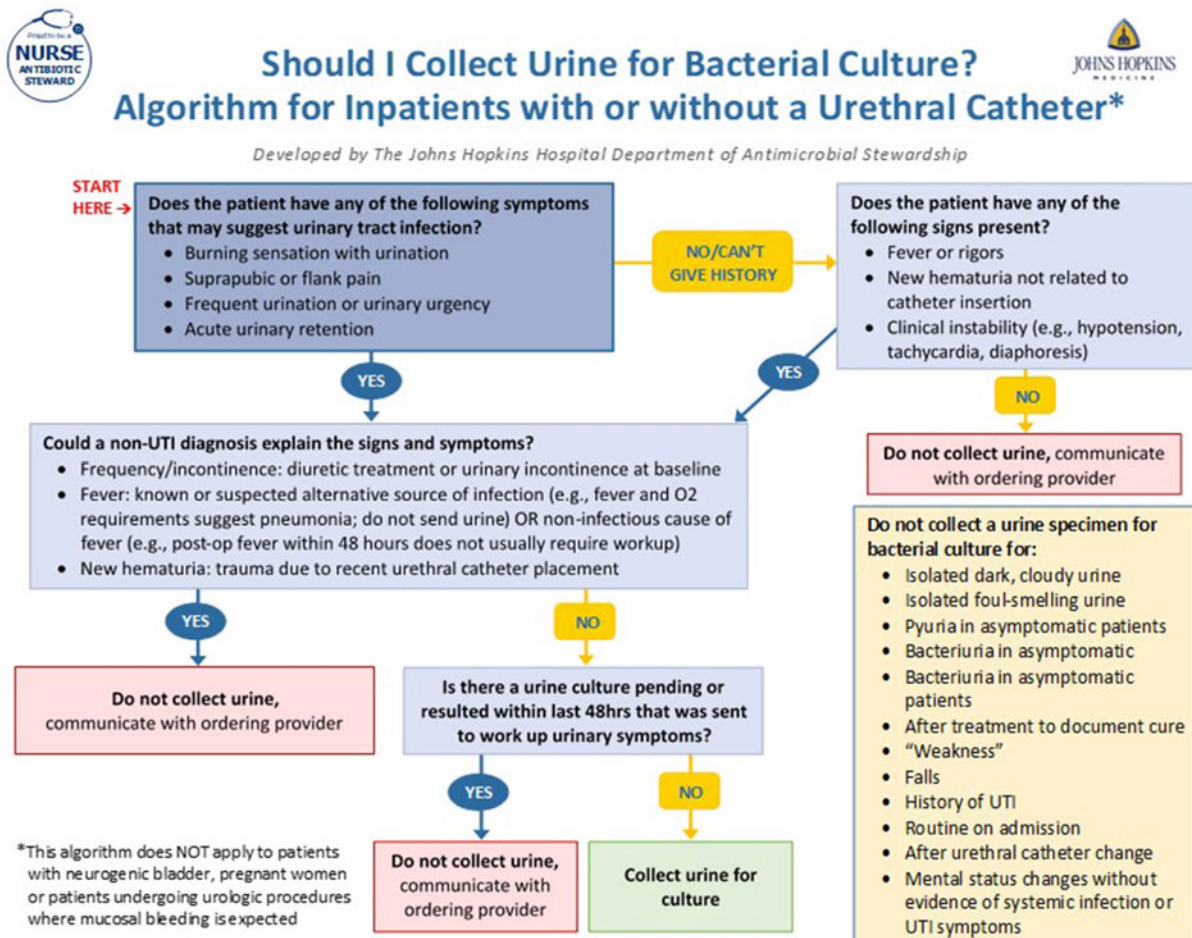 Proud to be a
NURSE
ANTIBIOTIC
STEWARD
JOHNS HOPKINS
MEDICINE
Should I Collect Urine for Bacterial Culture?
Algorithm for Inpatients with or without a Urethral Catheter*
Developed by The Johns Hopkins Hospital Department of Antimicrobial Stewardship
START
HERE →
Does the patient have any of the following symptoms
that may suggest urinary tract infection?
• Burning sensation with urination
• Suprapubic or flank pain
• Frequent urination or urinary urgency
• Acute urinary retention
NO/CAN'T
GIVE HISTORY
Does the patient have any of the
following signs present?
• Fever or rigors
• New hematuria not related to
catheter insertion
• Clinical instability (e.g., hypotension,
tachycardia, diaphoresis)
YES
YES
NO
Could a non-UTI diagnosis explain the signs and symptoms?
• Frequency/incontinence: diuretic treatment or urinary incontinence at baseline
• Fever: known or suspected alternative source of infection (e.g., fever and O2
requirements suggest pneumonia; do not send urine) OR non-infectious cause of
fever (e.g., post-op fever within 48 hours does not usually require workup)
• New hematuria: trauma due to recent urethral catheter placement
Do not collect urine, communicate
with ordering provider
YES
NO
Do not collect urine,
communicate with ordering provider
Is there a urine culture pending or
resulted within last 48hrs that was sent
to work up urinary symptoms?
YES
NO
Do not collect urine,
communicate with
ordering provider
Collect urine for
culture
Do not collect a urine specimen for
bacterial culture for:
• Isolated dark, cloudy urine
• Isolated foul-smelling urine
• Pyuria in asymptomatic patients
• Bacteriuria in asymptomatic
• Bacteriuria in asymptomatic
patients
• After treatment to document cure
• "Weakness"
• Falls
• History of UTI
• Routine on admission
• After urethral catheter change
• Mental status changes without
evidence of systemic infection or
UTI symptoms
*This algorithm does NOT apply to patients
with neurogenic bladder, pregnant women
or patients undergoing urologic procedures
where mucosal bleeding is expected